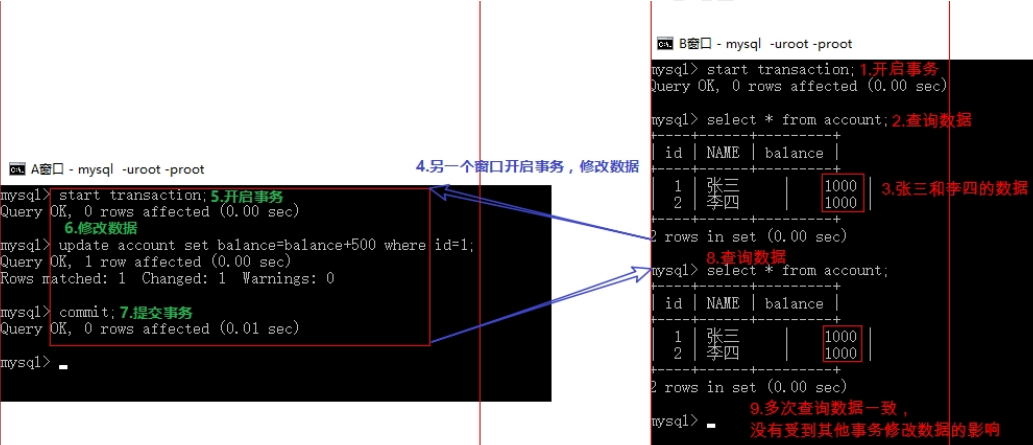 A窗口 - mysql  -uroot -proot
mysql> start transaction; 5.开启事务
Query OK, 0 rows affected (0.00 sec)
6.修改数据
mysql> update account set balance=balance+500 where id=1;
Query OK, 1 row affected (0.00 sec)
Rows matched: 1  Changed: 1  Warnings: 0
mysql> commit; 7.提交事务
Query OK, 0 rows affected (0.01 sec)
mysql>
4.另一个窗口开启事务，修改数据
B窗口 - mysql  -uroot -proot
mysql> start transaction; 1.开启事务
Query OK, 0 rows affected (0.00 sec)
mysql> select * from account; 2.查询数据
+----+------+---------+
| id | NAME | balance |
+----+------+---------+
| 1 | 张三 | 1000 |
| 2 | 李四 | 1000 |
3.张三和李四的数据
+----+------+---------+
2 rows in set (0.00 sec)
8.查询数据
mysql> select * from account;
+----+------+---------+
| id | NAME | balance |
+----+------+---------+
| 1 | 张三 | 1000 |
| 2 | 李四 | 1000 |
+----+------+---------+
2 rows in set (0.00 sec)
mysql>
9.多次查询数据一致，
没有受到其他事务修改数据的影响